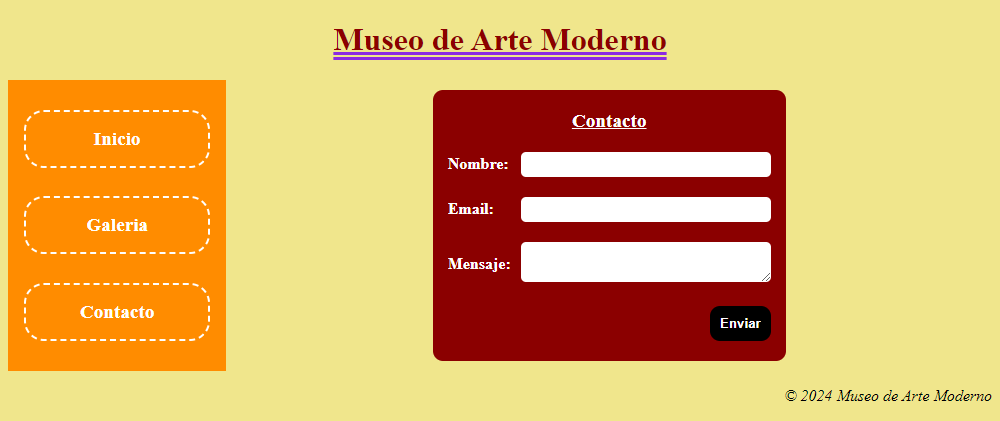 Museo de Arte Moderno
Inicio
Galeria
Contacto
Contacto
Nombre:
Email:
Mensaje:
Enviar
© 2024 Museo de Arte Moderno